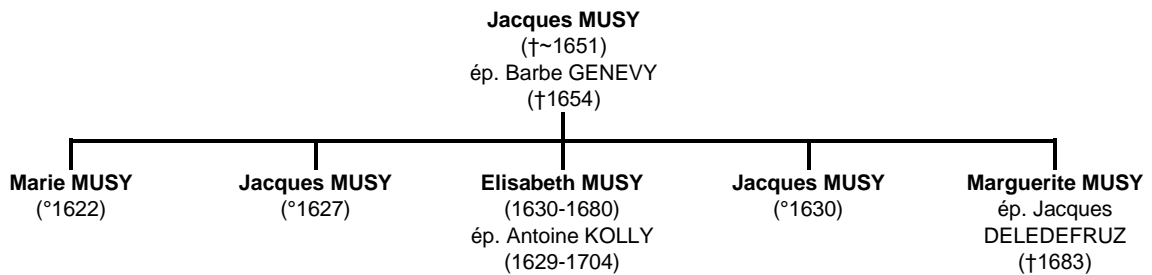 Jacques MUSY
(†~1651)
ép. Barbe GENEVY
(†1654)
Marie MUSY
(°1622)
Jacques MUSY
(°1627)
Elisabeth MUSY
(1630-1680)
ép. Antoine KOLLY
(1629-1704)
Jacques MUSY
(°1630)
Marguerite MUSY
ép. Jacques
DELEDEFRUZ
(†1683)